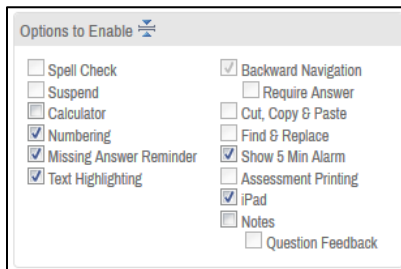 Options to Enable
Spell Check
Suspend
Calculator
Numbering
Missing Answer Reminder
Text Highlighting
Backward Navigation
Require Answer
Cut, Copy & Paste
Find & Replace
Show 5 Min Alarm
Assessment Printing
iPad
Notes
Question Feedback